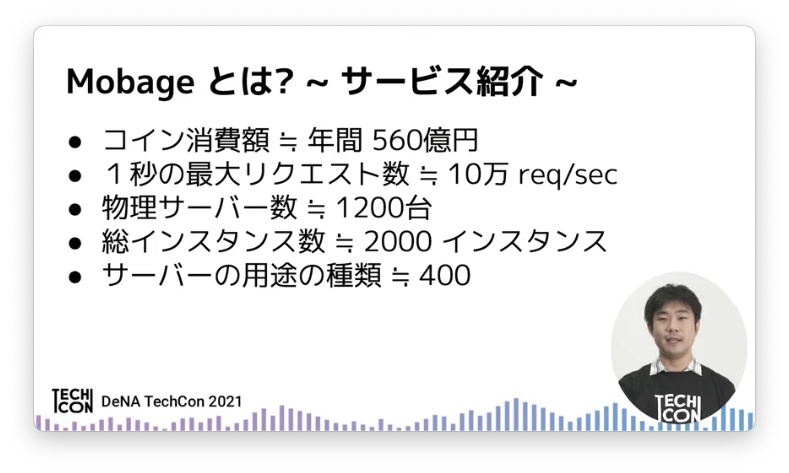 Mobage とは? ~ サービス紹介 ~
● コイン消費額 ≒ 年間 560億円
● 1秒の最大リクエスト数 ≒ 10万 req/sec
● 物理サーバー数 ≒ 1200台
● 総インスタンス数 ≒ 2000 インスタンス
● サーバーの用途の種類 ≒ 400
TECH
CON
DeNA TechCon 2021
TECH
CON